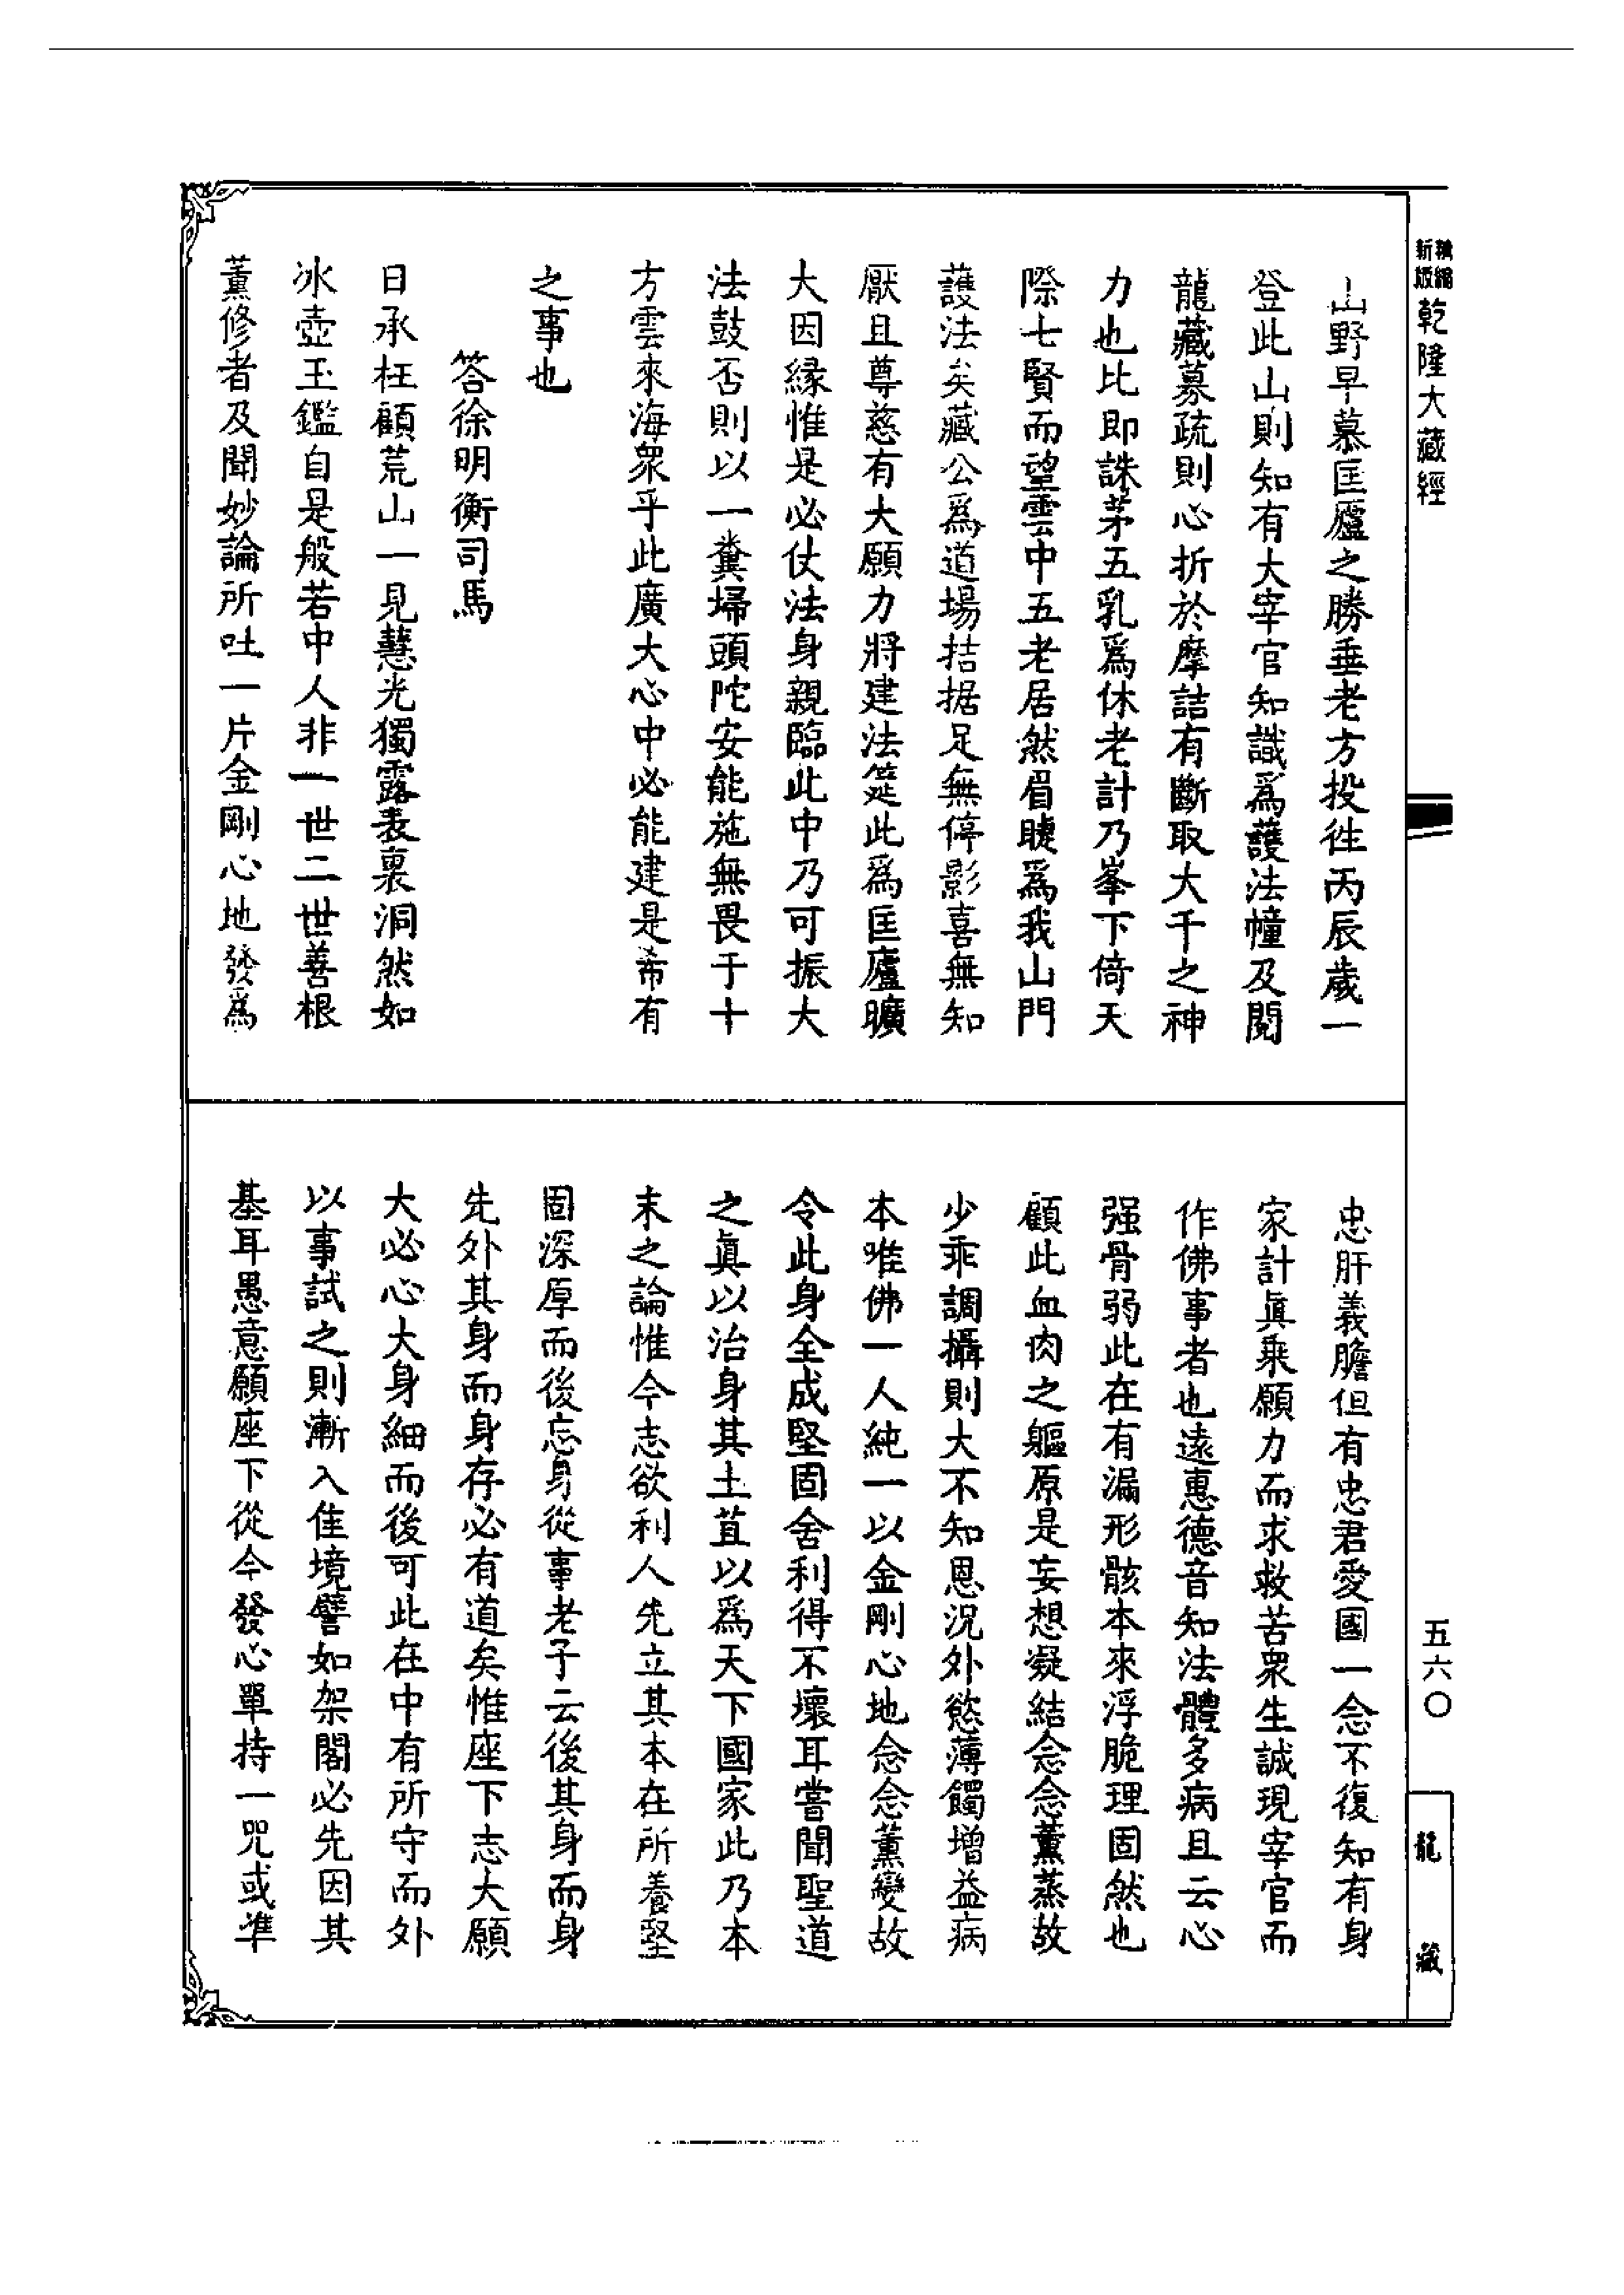 新編縮版乾隆大藏經
山野早慕匡廬之勝垂老方投徃丙辰歲一
登此山則知有大宰官知識爲護法幢及閱
龍藏募疏則心折於摩詰有斷取大千之神
力也比即誅茅五乳爲休老計乃峯下倚天
際七賢而望雲中五老居然眉睫爲我山門
護法矣藏公爲道場拮据足無停影喜無知
厭且尊慈有大願力將建法筵此爲匡廬曠
大因緣惟是必仗法身親臨此中乃可振大
法鼓否則以一糞埽頭陀安能施無畏于十
方雲來海衆乎此廣大心中必能建是希有
之事也
答徐明衡司馬
日承枉顧荒山一見慧光獨露表裏洞然如
冰壺玉鑑自是般若中人非一世二世善根
薰修者及聞妙論所吐一片金剛心地發爲
忠肝義膽但有忠君愛國一念不復知有身
家計眞乘願力而求救苦衆生誠現宰官而
作佛事者也遠惠德音知法體多病且云心
强骨弱此在有漏形骸本來浮脆理固然也
顧此血肉之軀原是妄想凝結念念薰蒸故
少乖調攝則大不知恩況外慾薄饆增益病
本唯佛一人純一以金剛心地念念薰變故
令此身全成堅固舍利得不壞耳嘗聞聖道
之眞以治身其土苴以爲天下國家此乃本
末之論惟今志欲利人先立其本在所養堅
固深厚而後忘身從事老子云後其身而身
先外其身而身存必有道矣惟座下志大願
大必心大身細而後可此在中有所守而外
以事試之則漸入佳境譬如架閣必先因其
基耳愚意願座下從今發心單持一咒或準
五六〇
龍藏